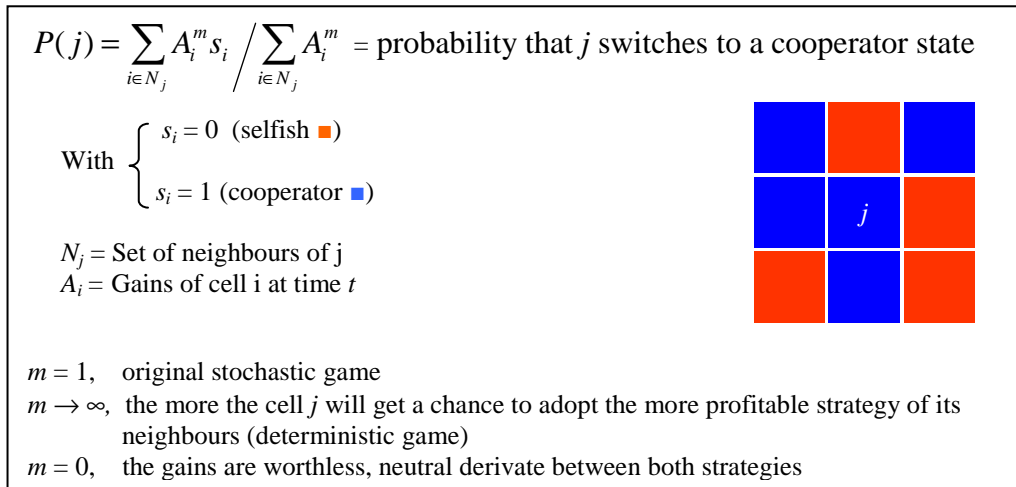 P(j) = ∑_{i∈N_j} A_i^m s_i / ∑_{i∈N_j} A_i^m = probability that j switches to a cooperator state
With { s_i = 0 (selfish ■)
s_i = 1 (cooperator ■)
j
N_j = Set of neighbours of j
A_i = Gains of cell i at time t
m = 1, original stochastic game
m → ∞, the more the cell j will get a chance to adopt the more profitable strategy of its
neighbours (deterministic game)
m = 0, the gains are worthless, neutral derivate between both strategies